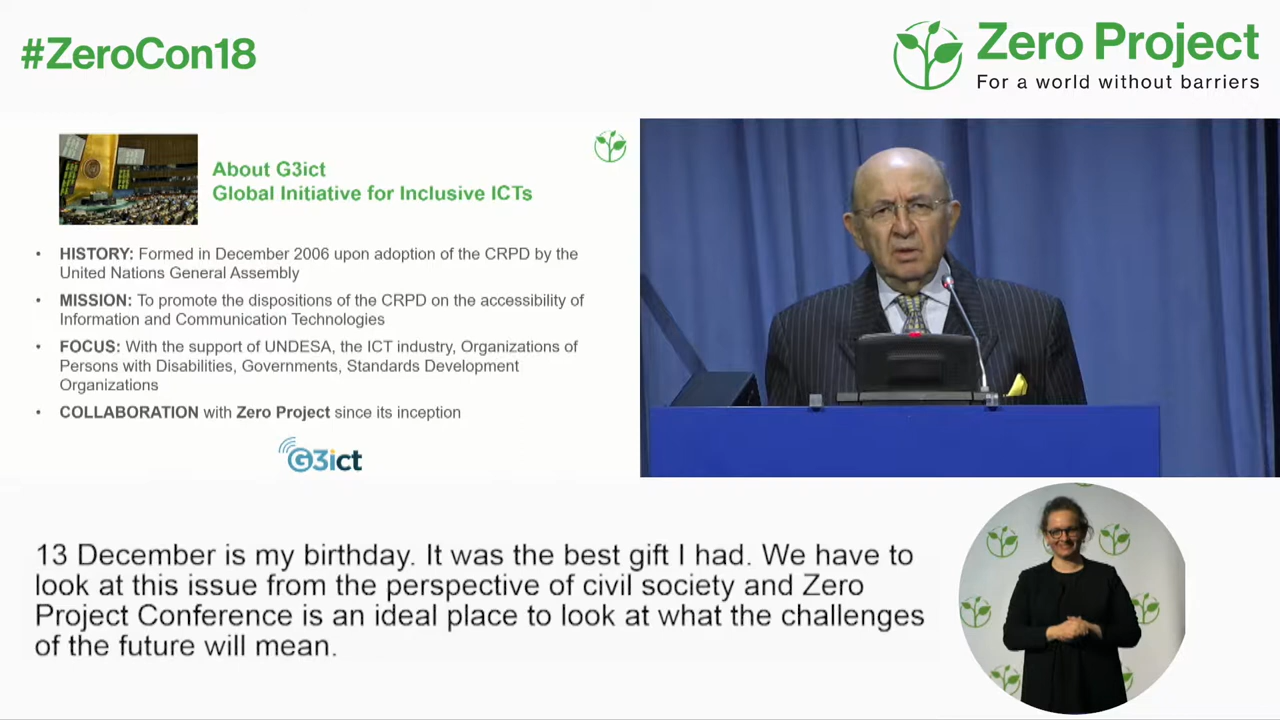 #ZeroCon18
Zero Project
For a world without barriers
About G3ict
Global Initiative for Inclusive ICTs
• HISTORY: Formed in December 2006 upon adoption of the CRPD by the
United Nations General Assembly
• MISSION: To promote the dispositions of the CRPD on the accessibility of
Information and Communication Technologies
• FOCUS: With the support of UNDESA, the ICT industry, Organizations of
Persons with Disabilities, Governments, Standards Development
Organizations
• COLLABORATION with Zero Project since its inception
G3ict
13 December is my birthday. It was the best gift I had. We have to
look at this issue from the perspective of civil society and Zero
Project Conference is an ideal place to look at what the challenges
of the future will mean.